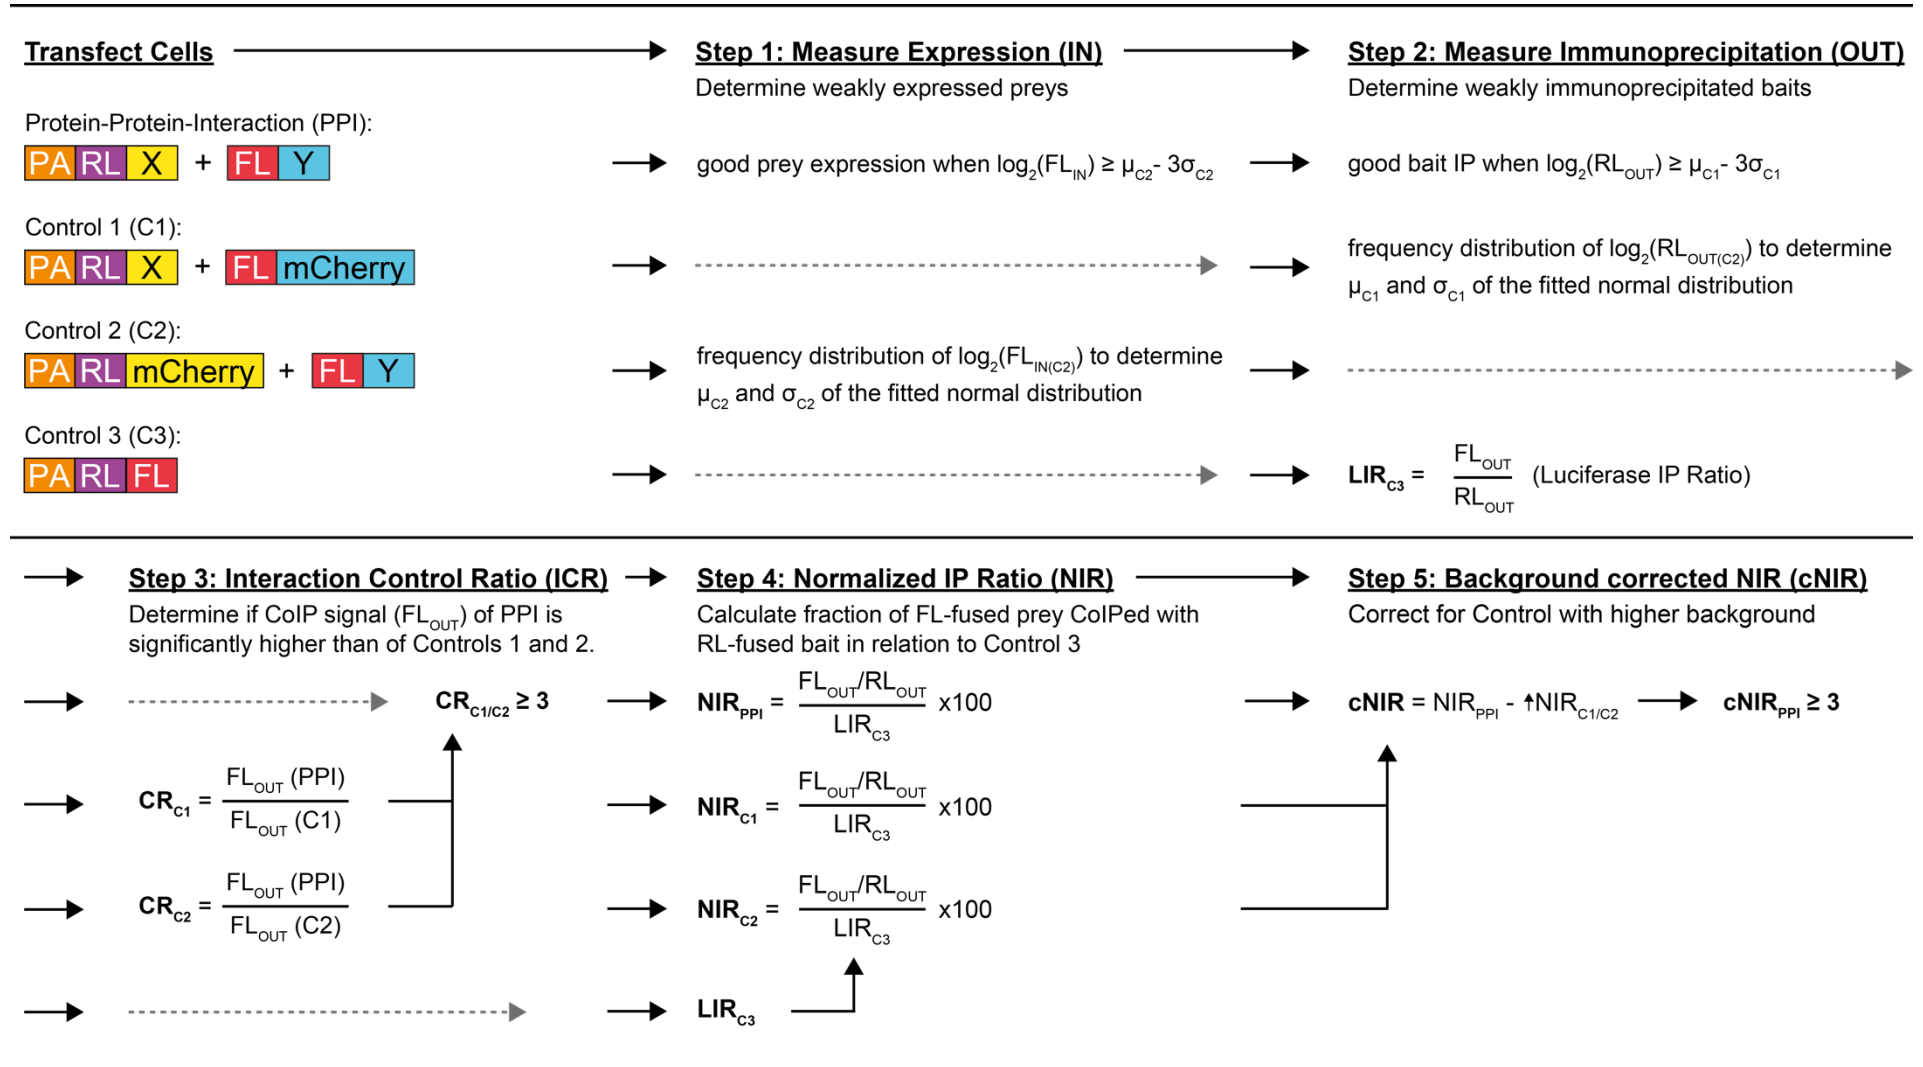 Transfect Cells
Step 1: Measure Expression (IN)
Step 2: Measure Immunoprecipitation (OUT)
Determine weakly expressed preys
Determine weakly immunoprecipitated baits
Protein-Protein-Interaction (PPI):
PA RL X + FL Y
good prey expression when log2(FLIN) ≥ μC2- 3σC2
good bait IP when log2(RLOUT) ≥ μC1- 3σC1
Control 1 (C1):
PA RL X + FL mCherry
frequency distribution of log2(RLOUT(C2)) to determine
μC1 and σC1 of the fitted normal distribution
Control 2 (C2):
PA RL mCherry + FL Y
frequency distribution of log2(FLIN(C2)) to determine
μC2 and σC2 of the fitted normal distribution
Control 3 (C3):
PA RL FL
LIRC3 = FLOUT / RLOUT (Luciferase IP Ratio)
Step 3: Interaction Control Ratio (ICR)
Determine if CoIP signal (FLOUT) of PPI is
significantly higher than of Controls 1 and 2.
Step 4: Normalized IP Ratio (NIR)
Calculate fraction of FL-fused prey CoIPed with
RL-fused bait in relation to Control 3
Step 5: Background corrected NIR (cNIR)
Correct for Control with higher background
CRC1/C2 ≥ 3
NIRPPI = FLOUT/RLOUT / LIRC3 x100
cNIR = NIRPPI - ↑NIRC1/C2
cNIRPPI ≥ 3
CRC1 = FLOUT (PPI) / FLOUT (C1)
NIRC1 = FLOUT/RLOUT / LIRC3 x100
CRC2 = FLOUT (PPI) / FLOUT (C2)
NIRC2 = FLOUT/RLOUT / LIRC3 x100
LIRC3